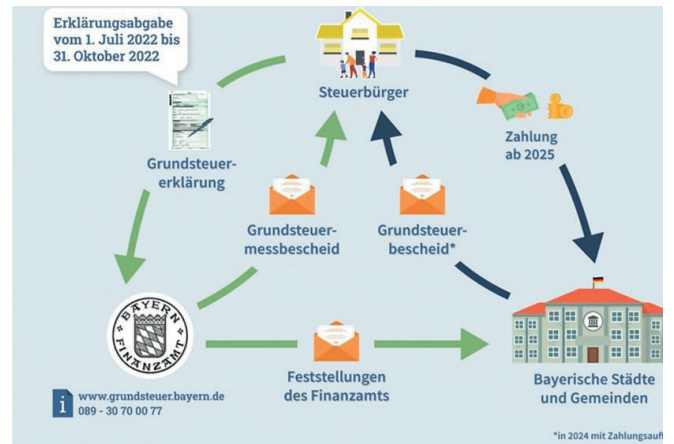 Erklärungsabgabe
vom 1. Juli 2022 bis
31. Oktober 2022
Steuerbürger
Zahlung
ab 2025
Grundsteuer-
erklärung
Grundsteuer-
messbescheid
Grundsteuer-
bescheid*
BAYERN
FINANZAMT
Feststellungen
des Finanzamts
Bayerische Städte
und Gemeinden
i
www.grundsteuer.bayern.de
089 - 30 70 00 77
*in 2024 mit Zahlungsauff